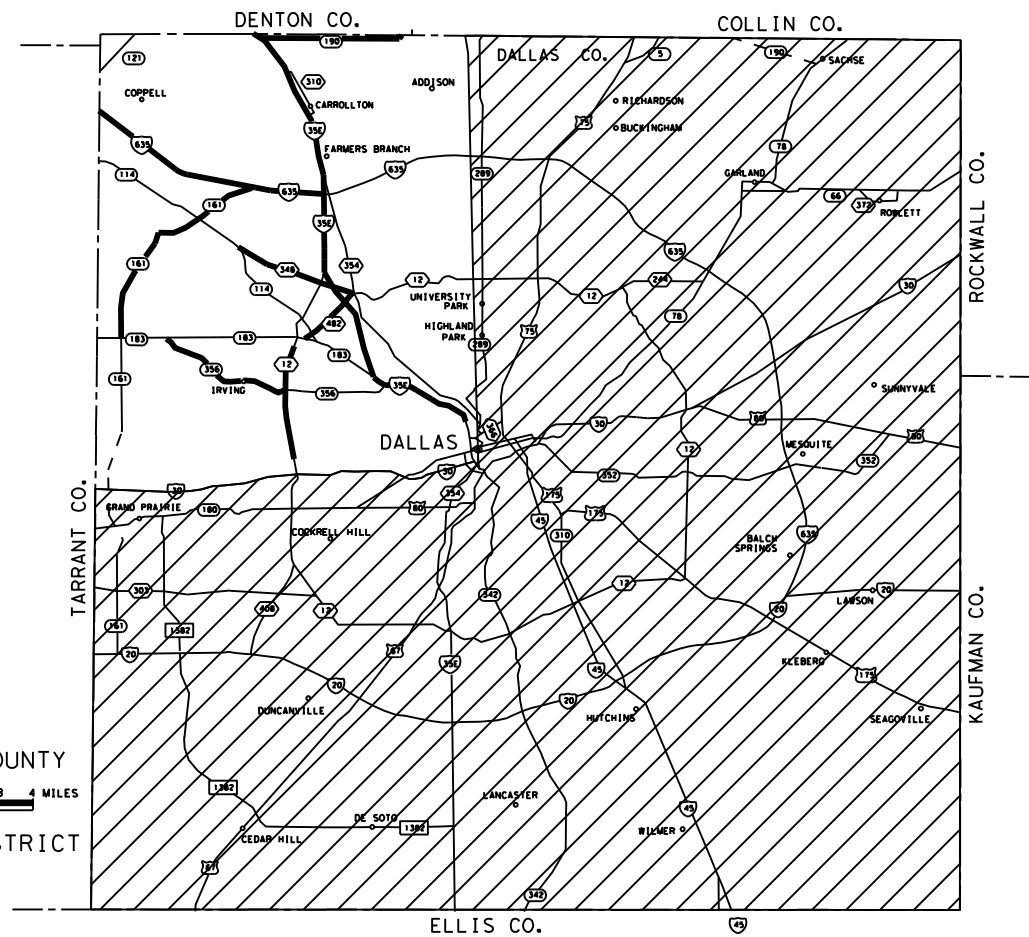 DENTON CO.
COLLIN CO.
190
121
DALLAS CO.
5
190
SACHSE
310
ADDISON
COPPELL
CARROLLTON
RICHARDSON
75
35E
BUCKINGHAM
635
FARMERS BRANCH
78
114
635
289
GARLAND
635
66
372
ROWLETT
161
35E
ROCKWALL CO.
161
348
354
635
12
244
30
114
12
UNIVERSITY
PARK
482
78
HIGHLAND
PARK
75
183
183
289
183
161
12
356
35E
IRVING
356
SUNNYVALE
366
30
80
80
DALLAS
MESQUITE
12
352
30
352
TARRANT CO.
30
354
175
GRAND PRAIRIE
180
80
45
175
COCKRELL HILL
310
635
BALCH
SPRINGS
303
342
12
LAWSON
20
408
12
20
KAUFMAN CO.
161
1382
20
67
35E
45
KLEBERG
175
20
20
DUNCANVILLE
HUTCHINS
SEAGOVILLE
OUNTY
3 4 MILES
1382
LANCASTER
45
STRICT
DE SOTO
1382
WILMER
CEDAR HILL
67
342
ELLIS CO.
45